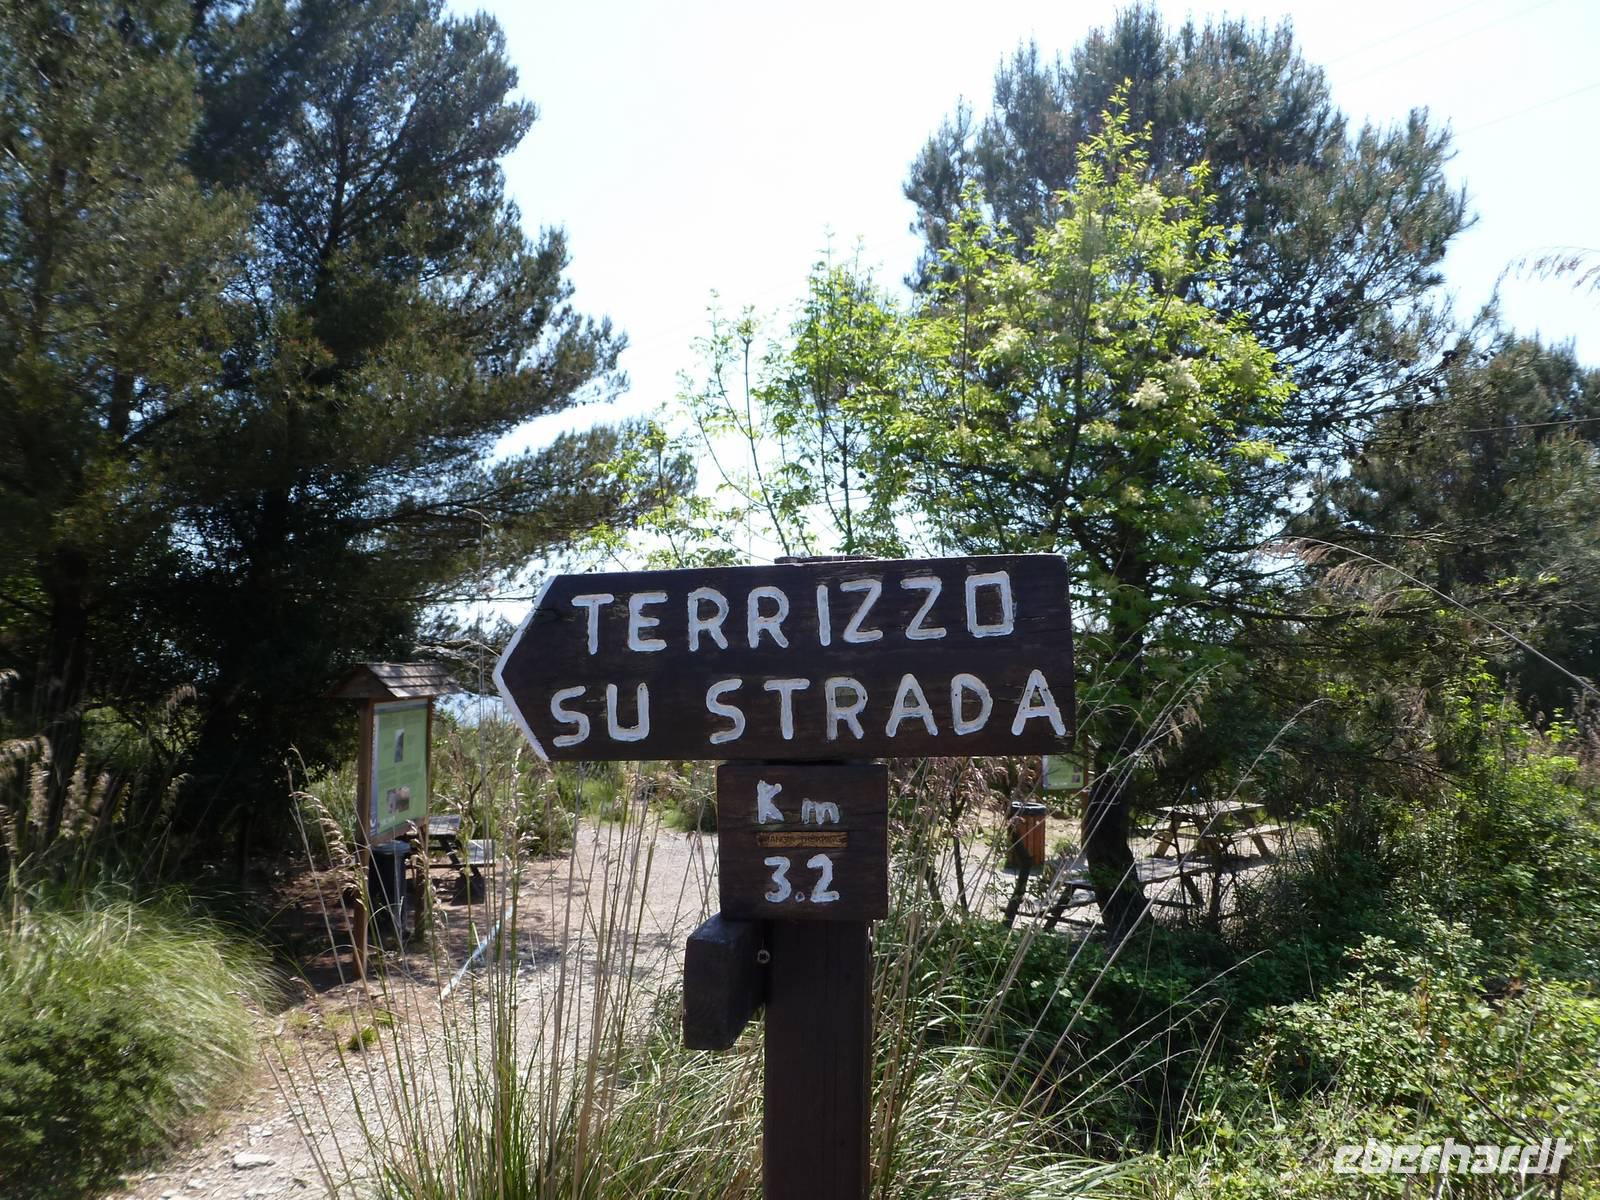 TERRIZZO
SU STRADA
Km
3.2
eberhardt